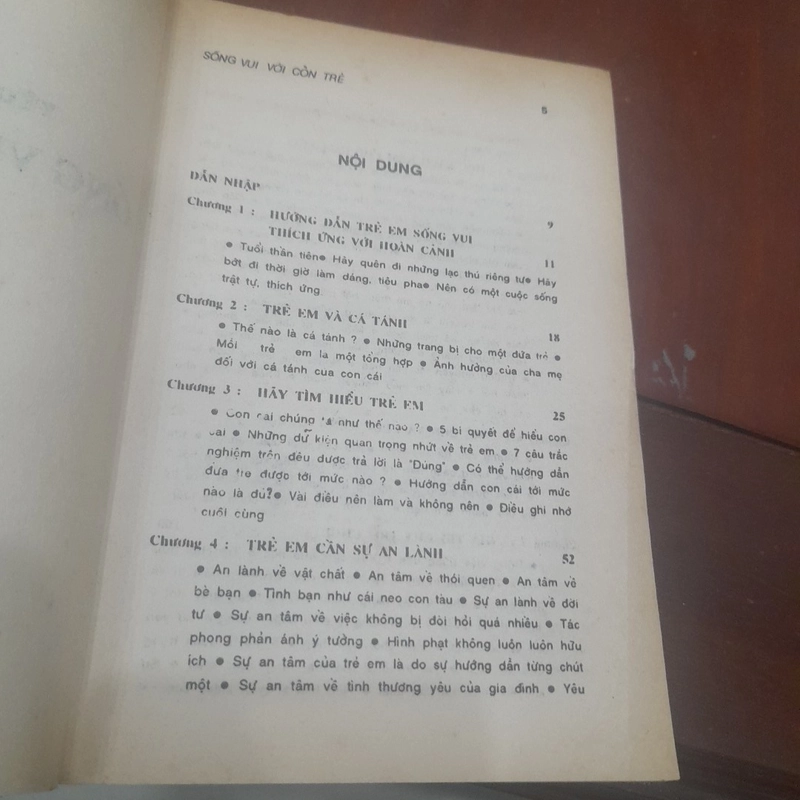 SỐNG VUI VỚI CON TRẺ
5
NỘI DUNG
DẪN NHẬP 9
Chương 1 : HƯỚNG DẪN TRẺ EM SỐNG VUI
THÍCH ỨNG VỚI HOÀN CẢNH 11
● Tuổi thần tiên ● Hãy quên đi những lạc thú riêng tư ● Hãy
bớt đi thời giờ làm dáng, tiêu pha ● Nên có một cuộc sống
trật tự, thích ứng
Chương 2 : TRẺ EM VÀ CÁ TÁNH 18
● Thế nào là cá tánh ? ● Những trang bị cho một đứa trẻ ●
Mỗi trẻ em là một tổng hợp ● Ảnh hưởng của cha mẹ
đối với cá tánh của con cái
Chương 3 : HÃY TÌM HIỂU TRẺ EM 25
● Con cái chúng ta như thế nào ? ● 5 bí quyết để hiểu con
cái ● Những dữ kiện quan trọng nhứt về trẻ em ● 7 câu trắc
nghiệm trên đều được trả lời là "Đúng" ● Có thể hướng dẫn
đứa trẻ được tới mức nào ? ● Hướng dẫn con cái tới mức
nào là đủ? ● Vài điều nên làm và không nên ● Điều ghi nhớ
cuối cùng
Chương 4 : TRẺ EM CẦN SỰ AN LÀNH 52
● An lành về vật chất ● An tâm về thói quen ● An tâm về
bè bạn ● Tình bạn như cái neo con tàu ● Sự an lành về đời
tư ● Sự an tâm về việc không bị đòi hỏi quá nhiều ● Tác
phong phản ánh ý tưởng ● Hình phạt không luôn luôn hữu
ích ● Sự an tâm của trẻ em là do sự hướng dẫn từng chút
một ● Sự an tâm về tình thương yêu của gia đình ● Yêu